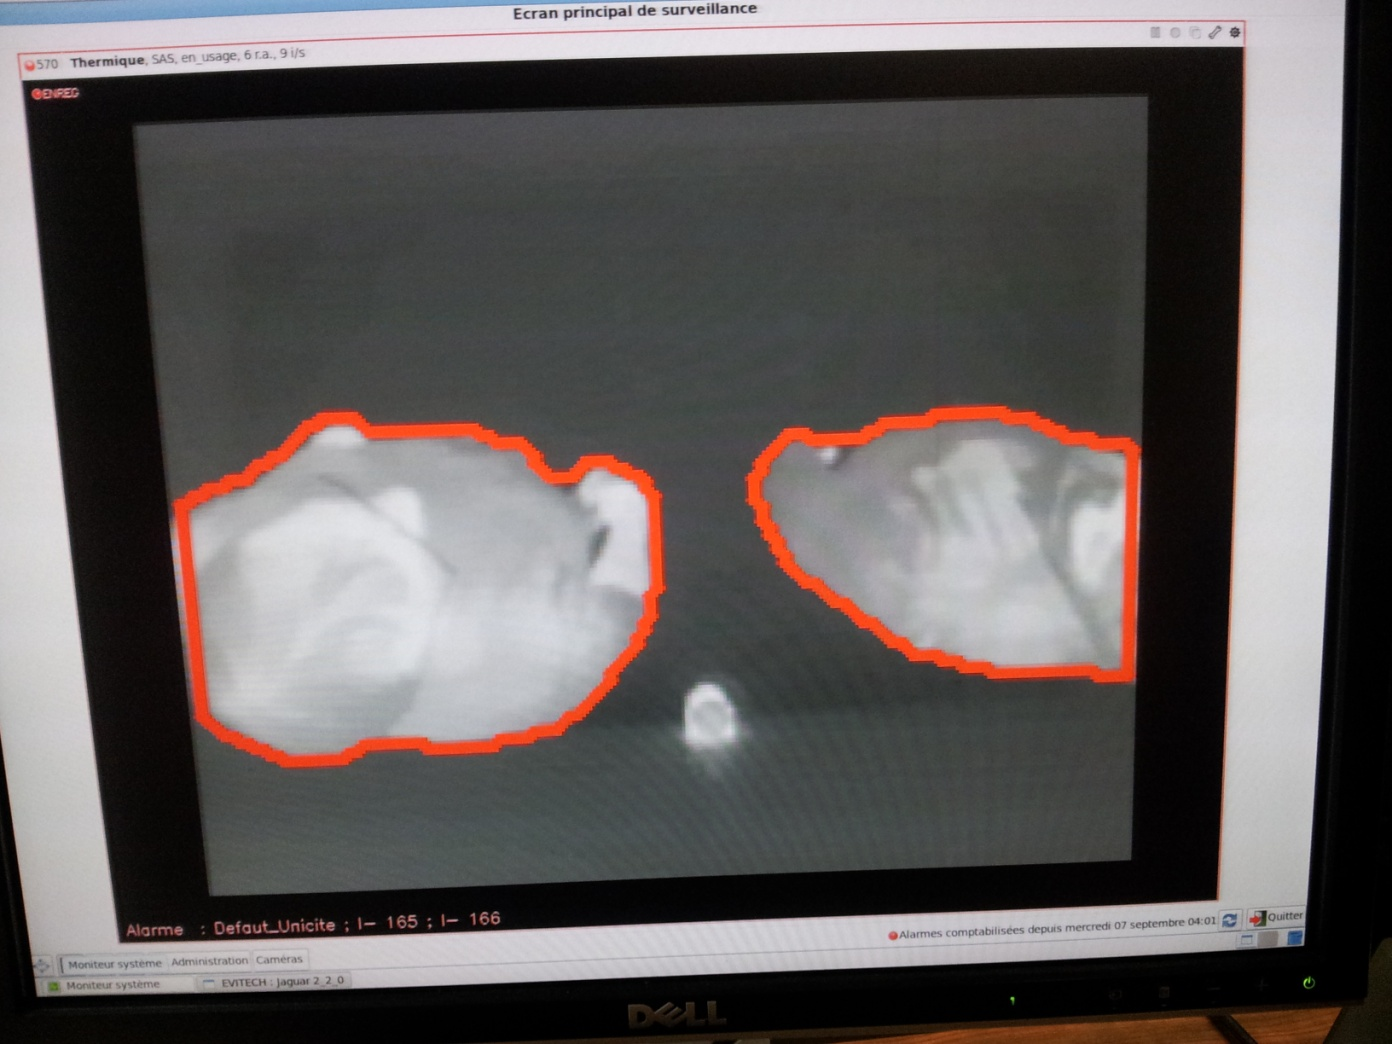 Ecran principal de surveillance
570 Thermique, SAS, en_usage, 6 r.a., 9 i/s
ENREG
Alarme : Defaut_Unicite ; I- 165 ; I- 166
Alarmes comptabilisées depuis mercredi 07 septembre 04:01
Quitter
Moniteur système Administration Caméras
Moniteur système EVITECH : Jaguar 2_2_0
DELL